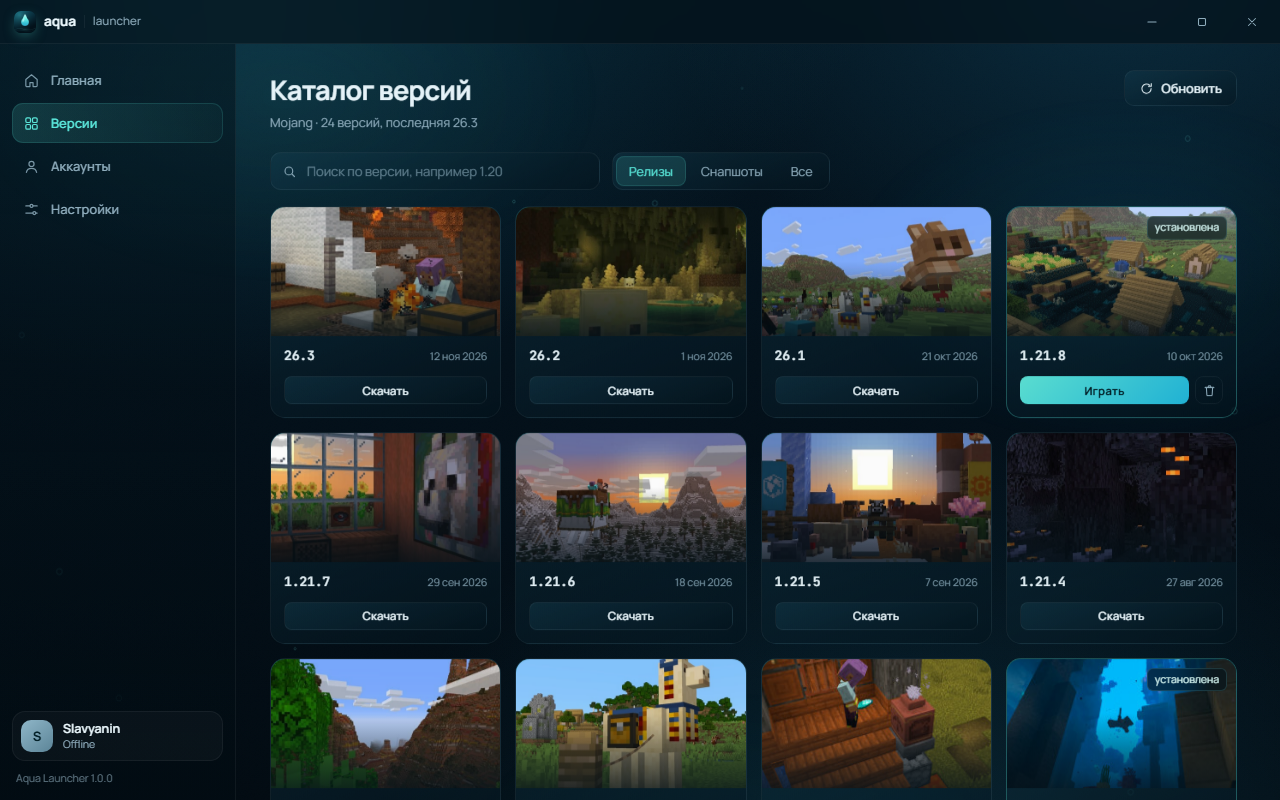 aqua launcher
Главная
Версии
Аккаунты
Настройки
Каталог версий
Обновить
Mojang · 24 версий, последняя 26.3
Поиск по версии, например 1.20
Релизы Снапшоты Все
установлена
26.3 12 ноя 2026
Скачать
26.2 1 ноя 2026
Скачать
26.1 21 окт 2026
Скачать
1.21.8 10 окт 2026
Играть
1.21.7 29 сен 2026
Скачать
1.21.6 18 сен 2026
Скачать
1.21.5 7 сен 2026
Скачать
1.21.4 27 авг 2026
Скачать
установлена
S
Slavyanin
Offline
Aqua Launcher 1.0.0